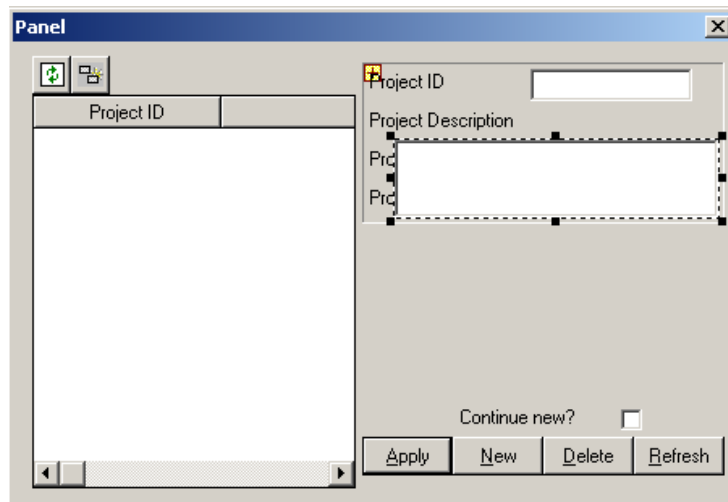 Panel
Project ID
Project ID
Project Description
Continue new?
Apply New Delete Refresh